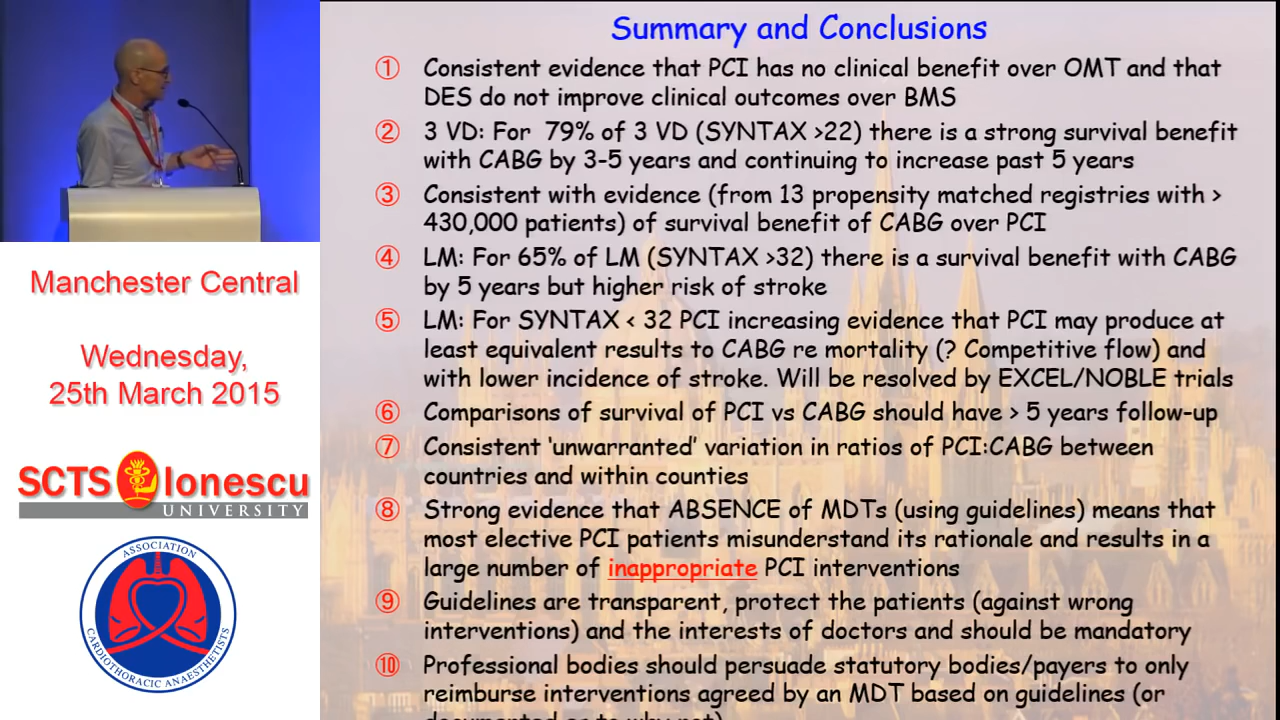 Summary and Conclusions
① Consistent evidence that PCI has no clinical benefit over OMT and that
DES do not improve clinical outcomes over BMS
② 3 VD: For 79% of 3 VD (SYNTAX >22) there is a strong survival benefit
with CABG by 3-5 years and continuing to increase past 5 years
③ Consistent with evidence (from 13 propensity matched registries with >
430,000 patients) of survival benefit of CABG over PCI
④ LM: For 65% of LM (SYNTAX >32) there is a survival benefit with CABG
by 5 years but higher risk of stroke
⑤ LM: For SYNTAX < 32 PCI increasing evidence that PCI may produce at
least equivalent results to CABG re mortality (? Competitive flow) and
with lower incidence of stroke. Will be resolved by EXCEL/NOBLE trials
⑥ Comparisons of survival of PCI vs CABG should have > 5 years follow-up
⑦ Consistent ‘unwarranted’ variation in ratios of PCI:CABG between
countries and within counties
⑧ Strong evidence that ABSENCE of MDTs (using guidelines) means that
most elective PCI patients misunderstand its rationale and results in a
large number of inappropriate PCI interventions
⑨ Guidelines are transparent, protect the patients (against wrong
interventions) and the interests of doctors and should be mandatory
⑩ Professional bodies should persuade statutory bodies/payers to only
reimburse interventions agreed by an MDT based on guidelines (or
documented as to why not)
Manchester Central
Wednesday,
25th March 2015
SCTS Ionescu
UNIVERSITY
ASSOCIATION
CARDIOTHORACIC ANAESTHETISTS